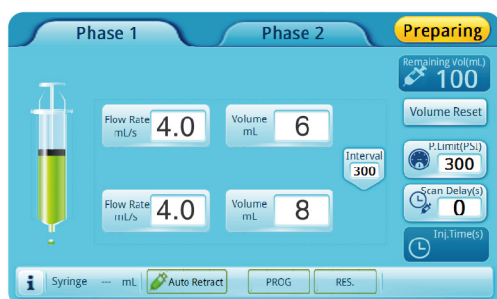 Phase 1
Phase 2
Preparing
Remaining Vol(mL)
100
Volume Reset
Flow Rate
mL/s
4.0
Volume
mL
6
Interval
300
P.Limit(PSI)
300
Flow Rate
mL/s
4.0
Volume
mL
8
Scan Delay(s)
0
Inj.Time(s)
i
Syringe --- mL
Auto Retract
PROG
RES.